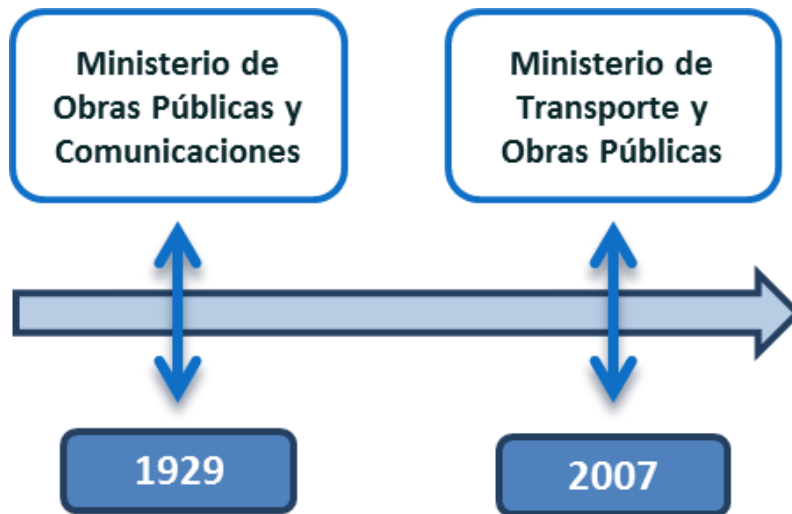 Ministerio de
Obras Públicas y
Comunicaciones
Ministerio de
Transporte y
Obras Públicas
1929
2007